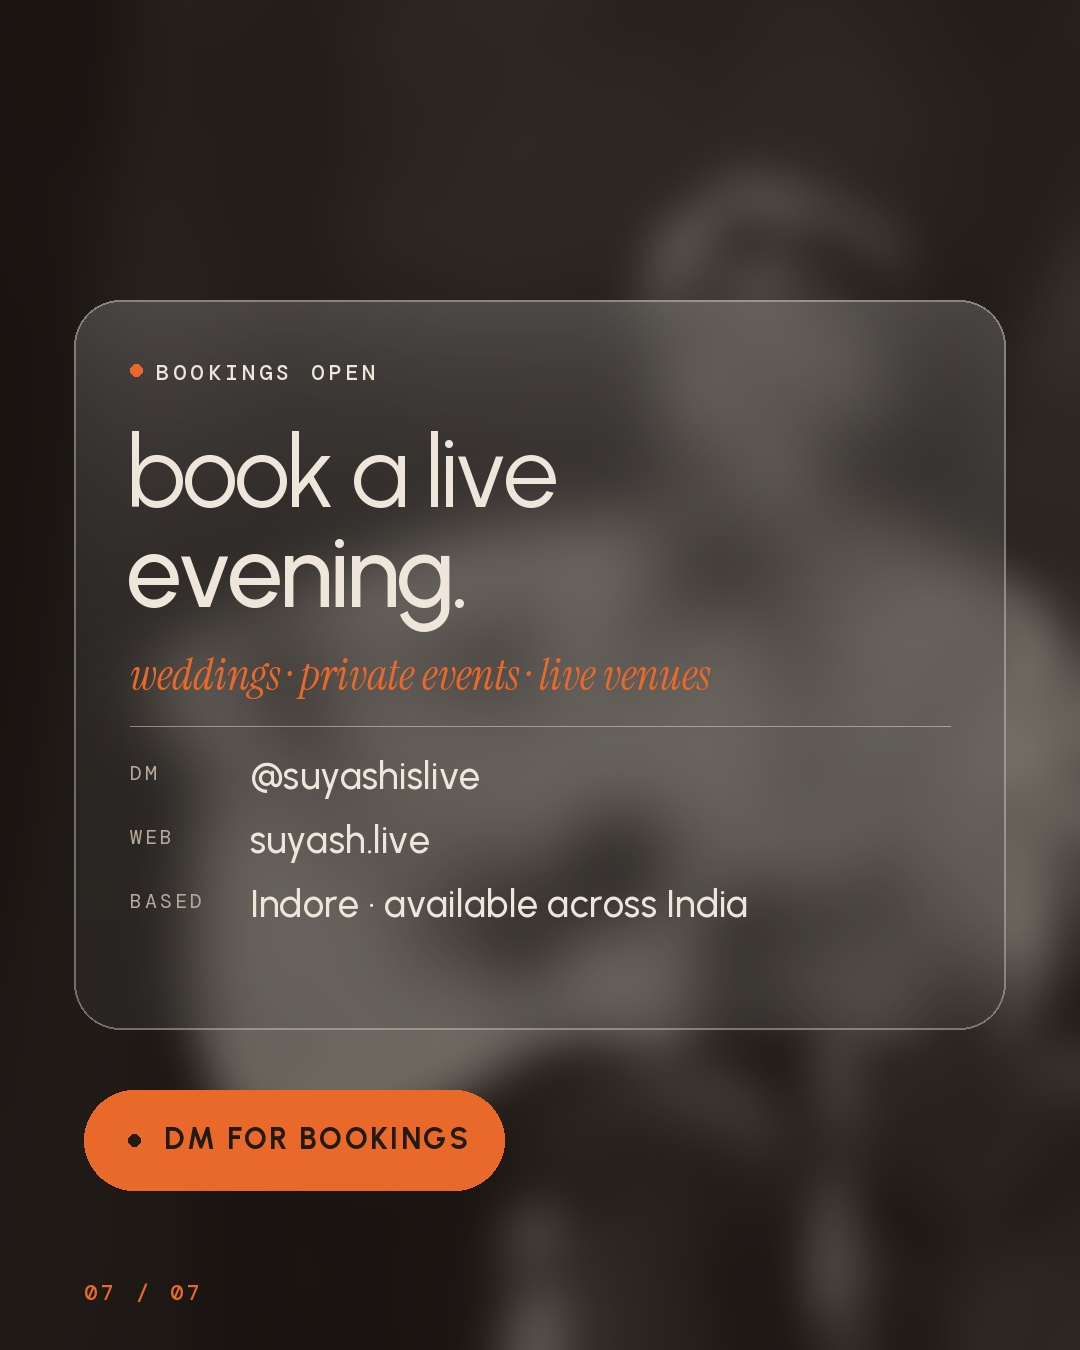 BOOKINGS OPEN
book a live
evening.
weddings · private events · live venues
DM @suyashislive
WEB suyash.live
BASED Indore · available across India
DM FOR BOOKINGS
07 / 07